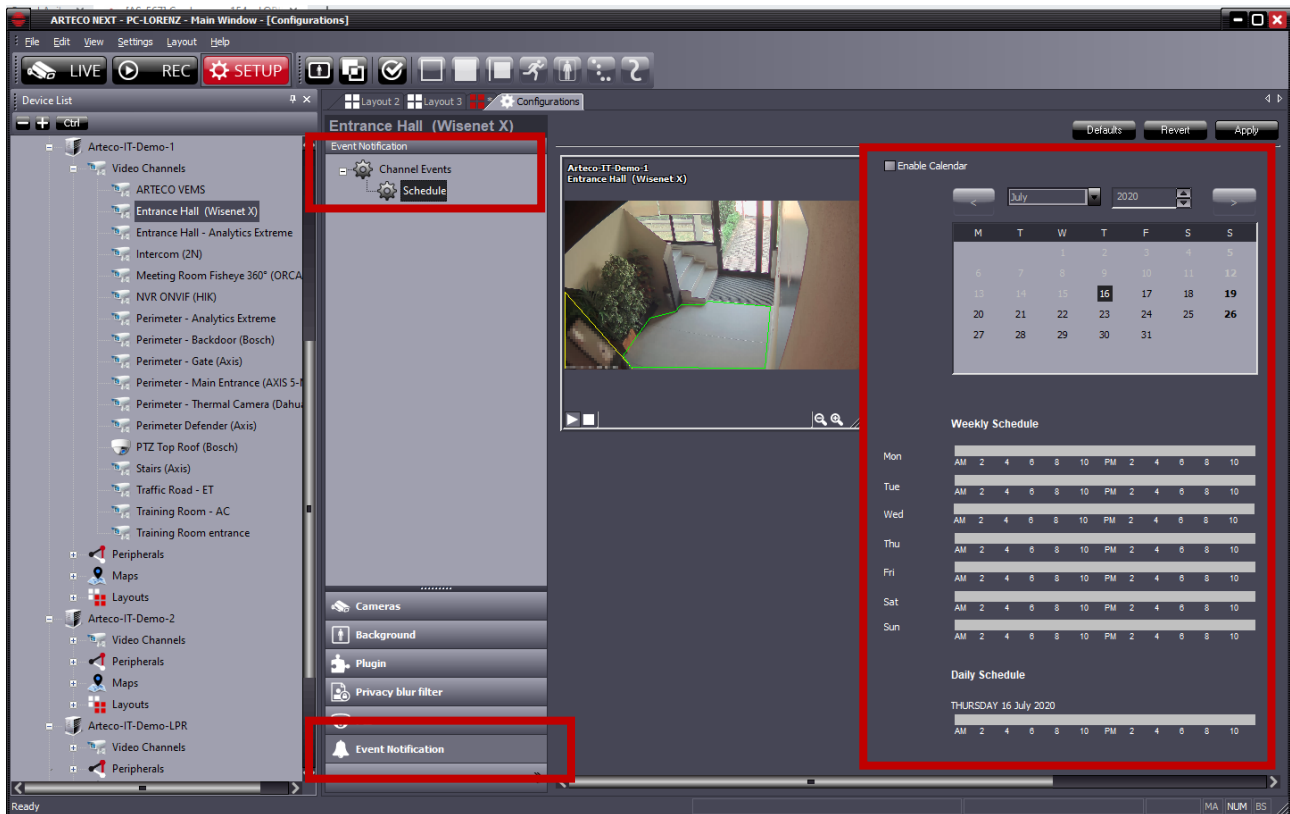 ARTECO NEXT - PC-LORENZ - Main Window - [Configurations]
File Edit View Settings Layout Help
LIVE REC SETUP
Device List
Ctrl
Arteco-IT-Demo-1
Video Channels
ARTECO VEMS
Entrance Hall (Wisenet X)
Entrance Hall - Analytics Extreme
Intercom (2N)
Meeting Room Fisheye 360° (ORCA
NVR ONVIF (HIK)
Perimeter - Analytics Extreme
Perimeter - Backdoor (Bosch)
Perimeter - Gate (Axis)
Perimeter - Main Entrance (AXIS 5-
Perimeter - Thermal Camera (Dahu
Perimeter Defender (Axis)
PTZ Top Roof (Bosch)
Stairs (Axis)
Traffic Road - ET
Training Room - AC
Training Room entrance
Peripherals
Maps
Layouts
Arteco-IT-Demo-2
Video Channels
Peripherals
Maps
Layouts
Arteco-IT-Demo-LPR
Video Channels
Peripherals
Layout 2 Layout 3 Configurations
Entrance Hall (Wisenet X)
Event Notification
Channel Events
Schedule
Cameras
Background
Plugin
Privacy blur filter
Event Notification
Defaults Revert Apply
Arteco-IT-Demo-1
Entrance Hall (Wisenet X)
Enable Calendar
< July 2020 >
M T W T F S S
1 2 3 4 5
6 7 8 9 10 11 12
13 14 15 16 17 18 19
20 21 22 23 24 25 26
27 28 29 30 31
Weekly Schedule
Mon
AM 2 4 6 8 10 PM 2 4 6 8 10
Tue
AM 2 4 6 8 10 PM 2 4 6 8 10
Wed
AM 2 4 6 8 10 PM 2 4 6 8 10
Thu
AM 2 4 6 8 10 PM 2 4 6 8 10
Fri
AM 2 4 6 8 10 PM 2 4 6 8 10
Sat
AM 2 4 6 8 10 PM 2 4 6 8 10
Sun
AM 2 4 6 8 10 PM 2 4 6 8 10
Daily Schedule
THURSDAY 16 July 2020
AM 2 4 6 8 10 PM 2 4 6 8 10
Ready
MA NUM BS